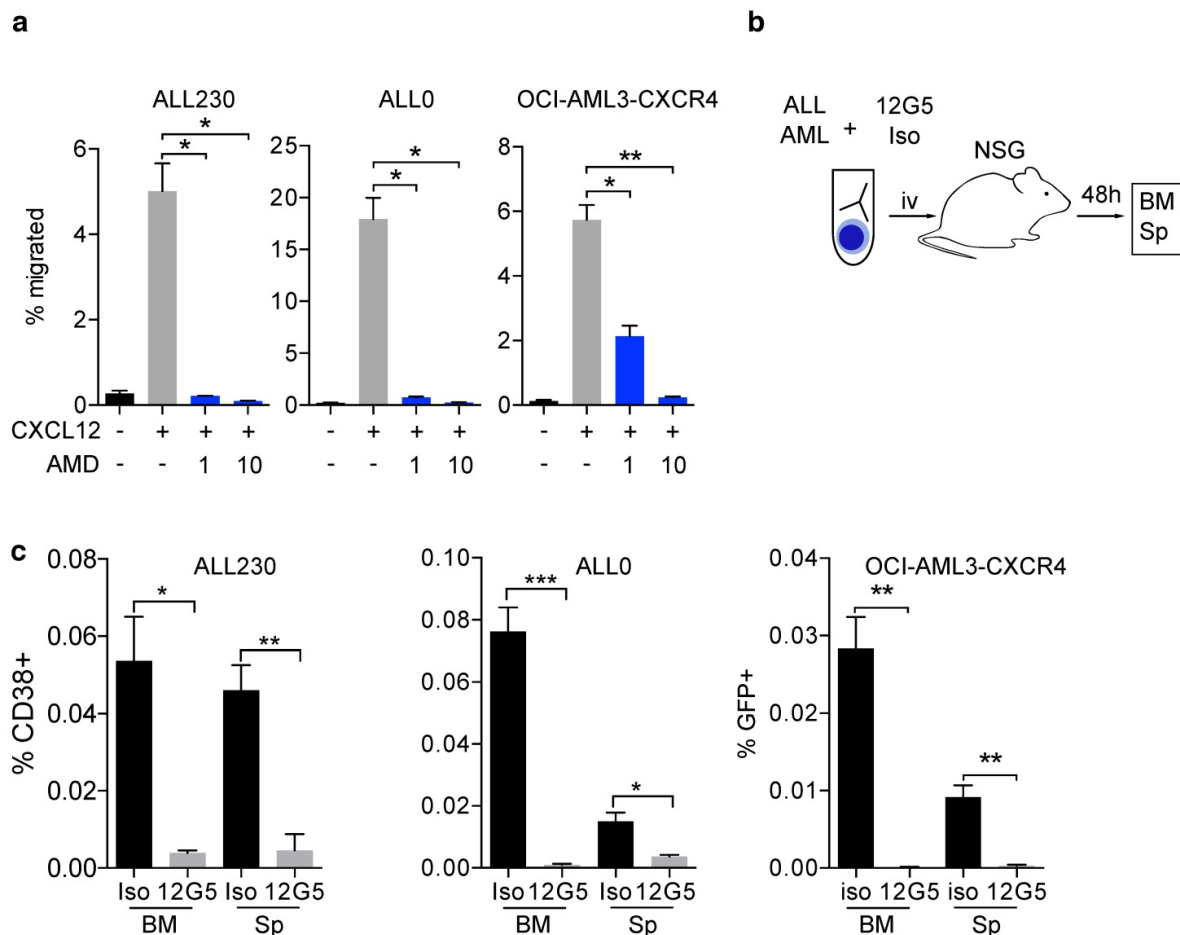 a
ALL230
ALL0
OCI-AML3-CXCR4
% migrated
6
4
2
0
25
20
15
10
5
0
8
6
4
2
0
* *
* *
* **
CXCL12 - + + + - + + + - + + +
AMD - - 1 10 - - 1 10 - - 1 10
b
ALL 12G5
AML + Iso
NSG
iv
48h
BM
Sp
c
ALL230
% CD38+
0.08
0.06
0.04
0.02
0.00
* **
Iso 12G5 Iso 12G5
BM Sp
ALL0
0.10
0.08
0.06
0.04
0.02
0.00
*** *
Iso 12G5 Iso 12G5
BM Sp
OCI-AML3-CXCR4
% GFP+
0.04
0.03
0.02
0.01
0.00
** **
iso 12G5 iso 12G5
BM Sp